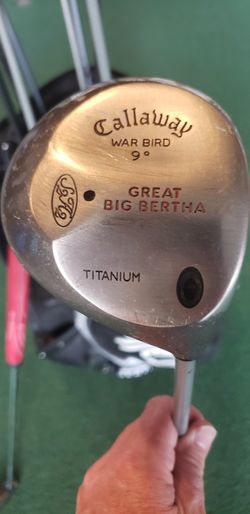 Callaway
WAR BIRD
9°
GREAT
BIG BERTHA
TITANIUM